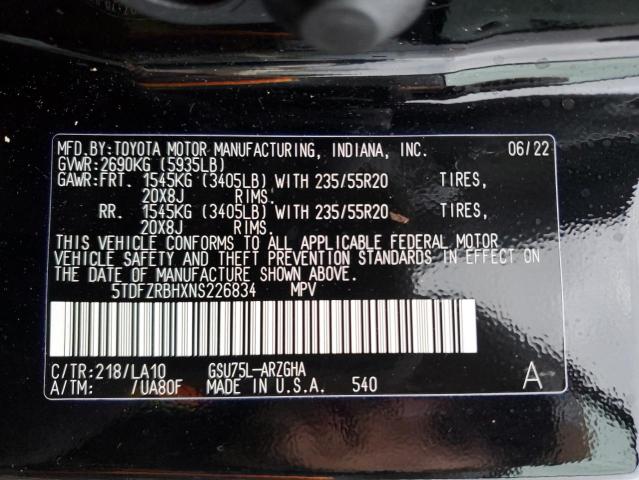 MFD.BY:TOYOTA MOTOR MANUFACTURING, INDIANA, INC. 06/22
GVWR:2690KG (5935LB)
GAWR:FRT. 1545KG (3405LB) WITH 235/55R20 TIRES,
20X8J RIMS.
RR. 1545KG (3405LB) WITH 235/55R20 TIRES,
20X8J RIMS.
THIS VEHICLE CONFORMS TO ALL APPLICABLE FEDERAL MOTOR
VEHICLE SAFETY AND THEFT PREVENTION STANDARDS IN EFFECT ON
THE DATE OF MANUFACTURE SHOWN ABOVE.
5TDFZRBHXNS226834 MPV
C/TR:218/LA10 GSU75L-ARZGHA
A/TM: /UA80F MADE IN U.S.A. 540 A